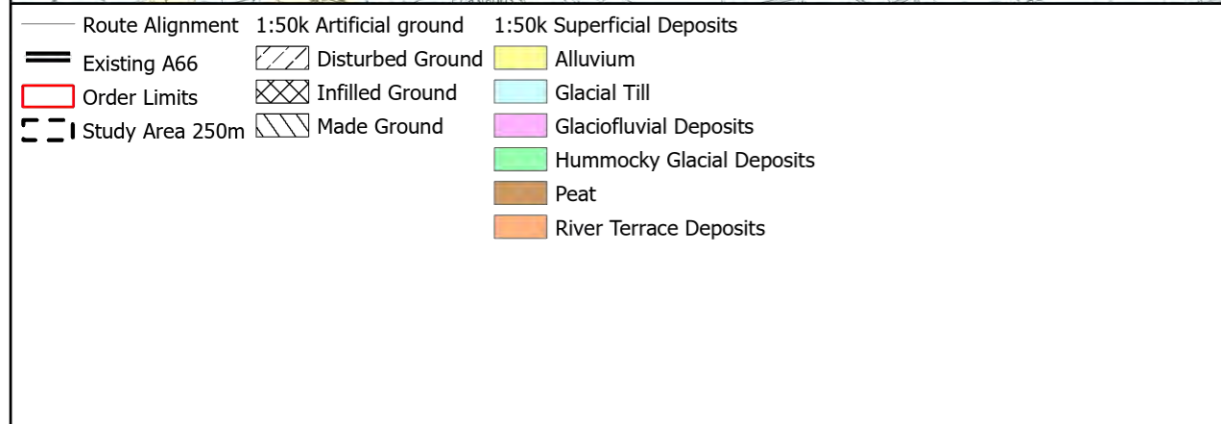 Route Alignment
Existing A66
Order Limits
Study Area 250m
1:50k Artificial ground
Disturbed Ground
Infilled Ground
Made Ground
1:50k Superficial Deposits
Alluvium
Glacial Till
Glaciofluvial Deposits
Hummocky Glacial Deposits
Peat
River Terrace Deposits